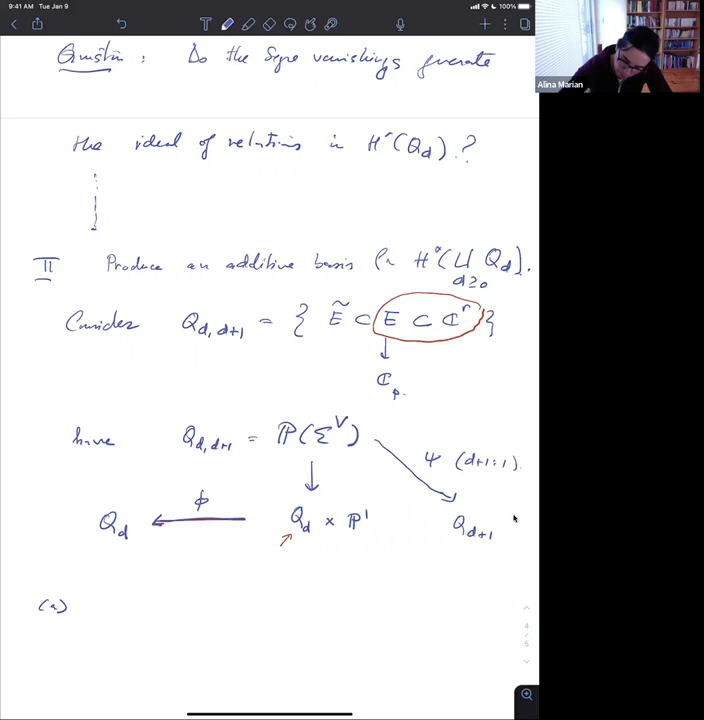 9:41 AM Tue Jan 9
100%
Alina Marian
Question : Do the Segre vanishings generate
the ideal of relations in H*(Q_d) ?
II Produce an additive basis for H*(⊔_{d≥0} Q_d).
Consider Q_{d,d+1} = { Ẽ ⊂ E ⊂ ℂ^r }
↓
ℂ_p.
have Q_{d,d+1} = ℙ(Σ^∨)
Ψ (d+1:1).
Q_d ←ϕ Q_d × ℙ^1 Q_{d+1}
(a)
4
/
5